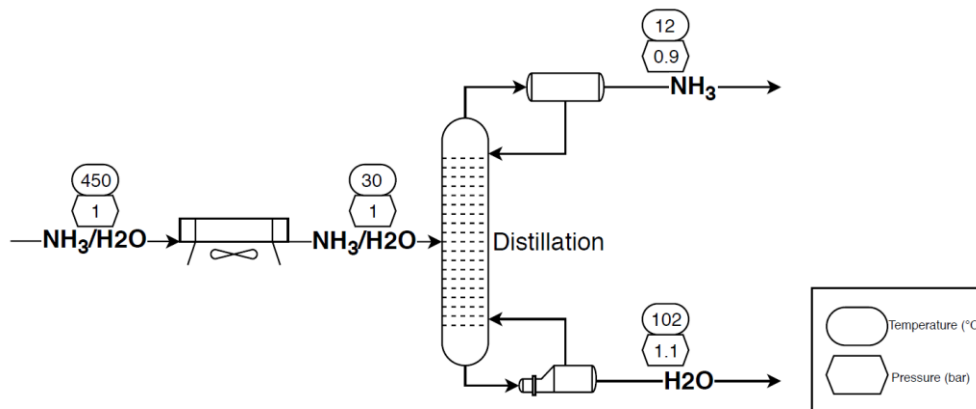 12
0.9
NH₃
450
1
NH₃/H2O
30
1
NH₃/H2O
Distillation
102
1.1
H2O
Temperature (°C
Pressure (bar)